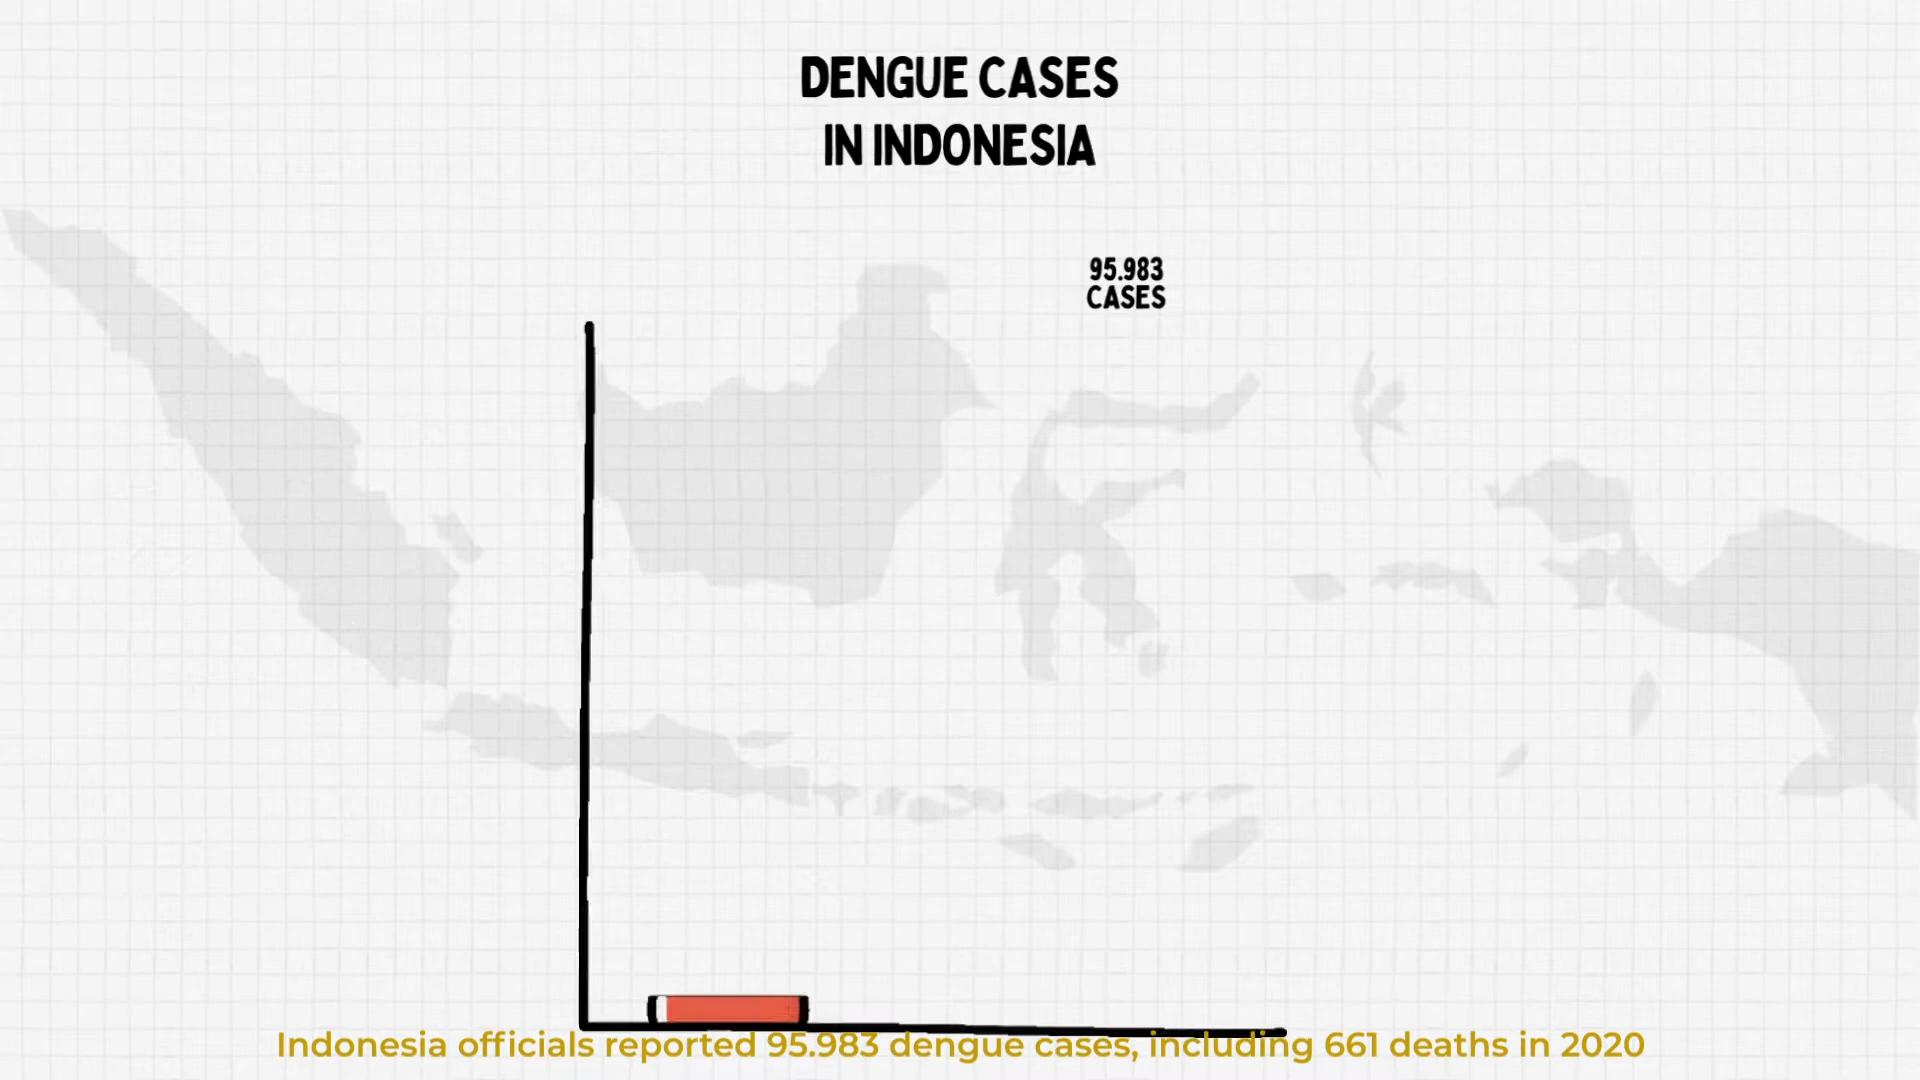 DENGUE CASES
IN INDONESIA
95.983
CASES
Indonesia officials reported 95.983 dengue cases, including 661 deaths in 2020